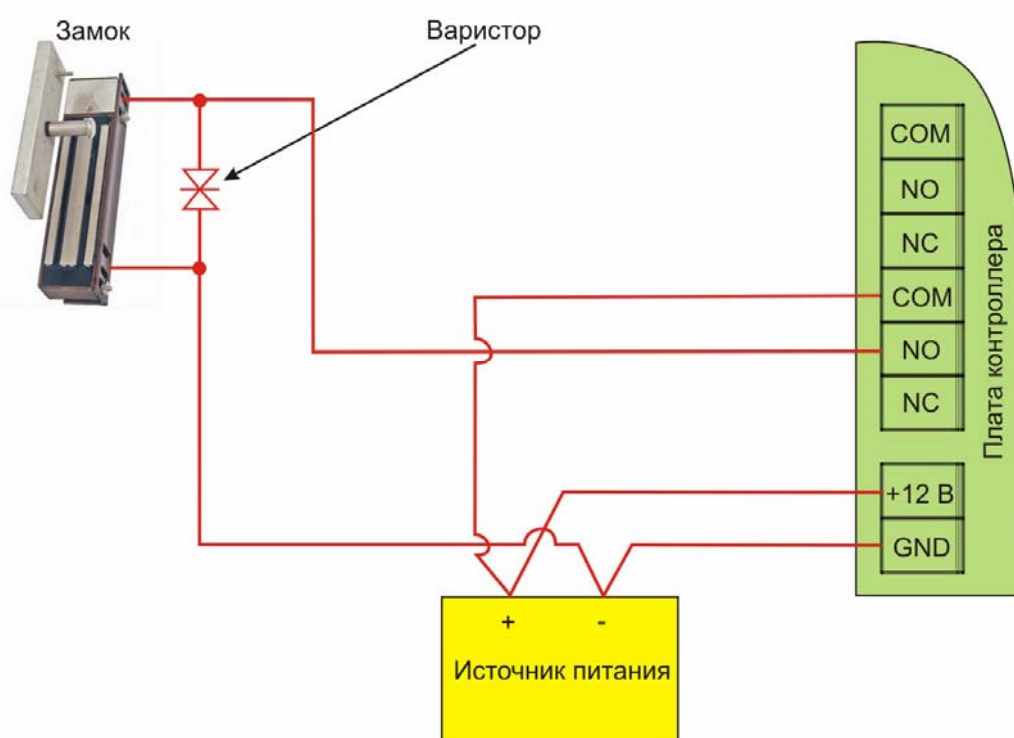 Замок
Варистор
COM
NO
NC
COM
NO
NC
+12 В
GND
Плата контроллера
+ -
Источник питания